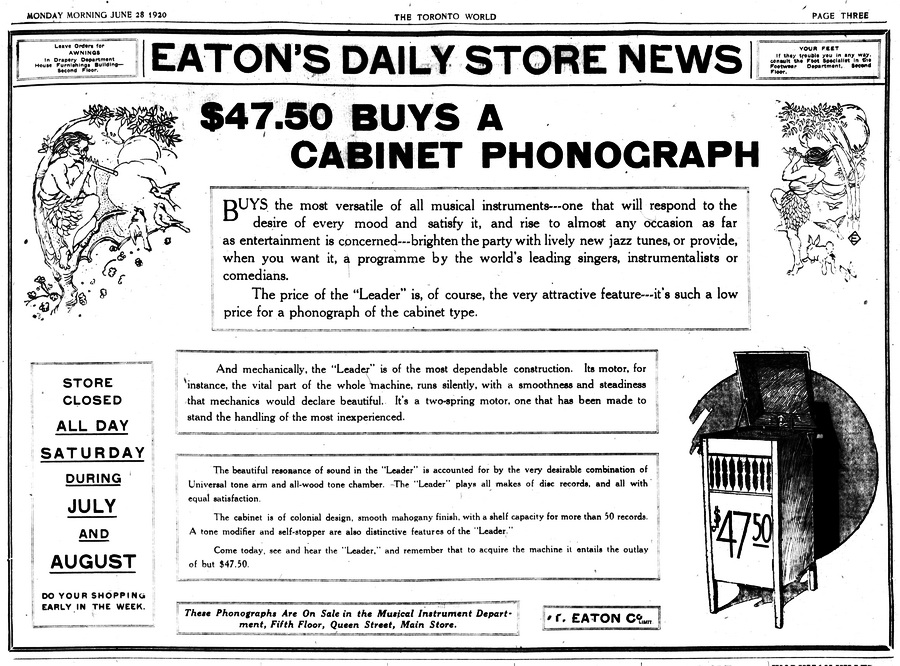 MONDAY MORNING JUNE 28 1920
THE TORONTO WORLD
PAGE THREE
Leave Orders for
AWNINGS
In Drapery Department
House Furnishings Building—
Second Floor.
EATON'S DAILY STORE NEWS
YOUR FEET
If they trouble you in any way,
consult the Foot Specialist in the
Footwear Department, Second
Floor.
$47.50 BUYS A
CABINET PHONOGRAPH
BUYS the most versatile of all musical instruments---one that will respond to the
desire of every mood and satisfy it, and rise to almost any occasion as far
as entertainment is concerned---brighten the party with lively new jazz tunes, or provide,
when you want it, a programme by the world's leading singers, instrumentalists or
comedians.
The price of the "Leader" is, of course, the very attractive feature---it's such a low
price for a phonograph of the cabinet type.
STORE
CLOSED
ALL DAY
SATURDAY
DURING
JULY
AND
AUGUST
DO YOUR SHOPPING
EARLY IN THE WEEK.
And mechanically, the "Leader" is of the most dependable construction. Its motor, for
instance, the vital part of the whole machine, runs silently, with a smoothness and steadiness
that mechanics would declare beautiful. It's a two-spring motor, one that has been made to
stand the handling of the most inexperienced.
The beautiful resonance of sound in the "Leader" is accounted for by the very desirable combination of
Universal tone arm and all-wood tone chamber. The "Leader" plays all makes of disc records, and all with
equal satisfaction.
The cabinet is of colonial design, smooth mahogany finish, with a shelf capacity for more than 50 records.
A tone modifier and self-stopper are also distinctive features of the "Leader."
Come today, see and hear the "Leader," and remember that to acquire the machine it entails the outlay
of but $47.50.
$47.50
These Phonographs Are On Sale in the Musical Instrument Depart-
ment, Fifth Floor, Queen Street, Main Store.
T. EATON CO. LIMITED